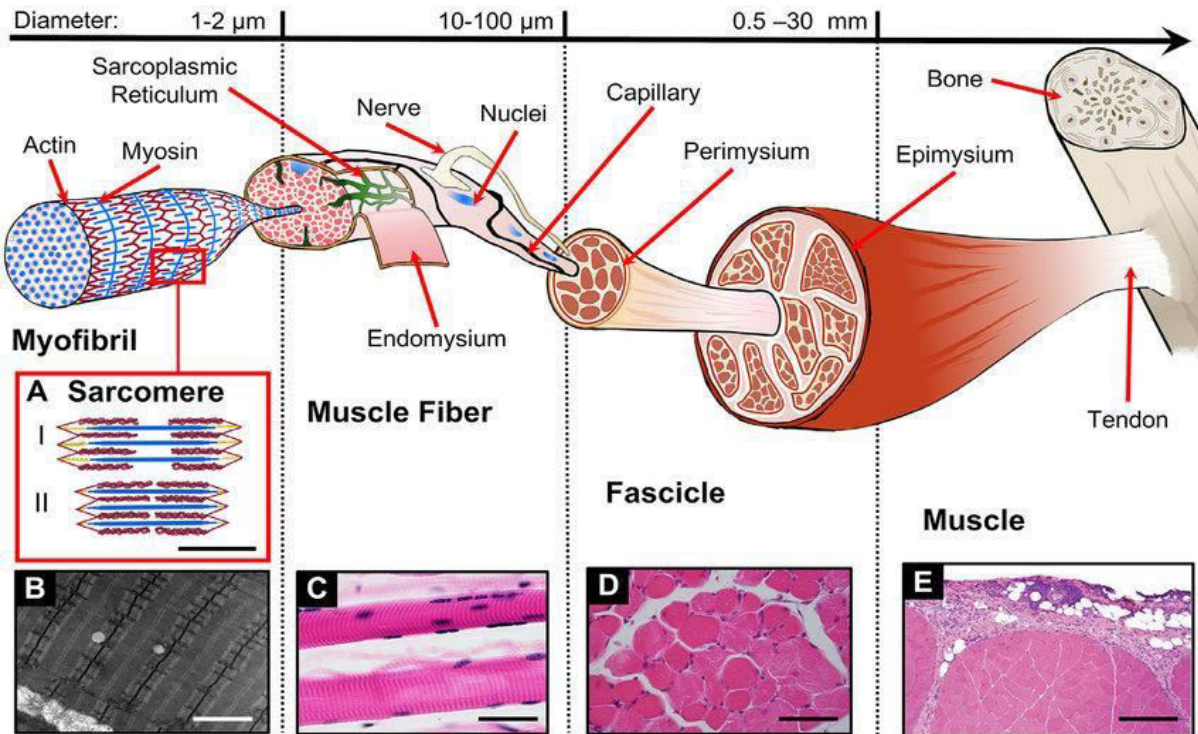 Diameter: 1-2 µm 10-100 µm 0.5 –30 mm
Sarcoplasmic
Reticulum
Nerve
Nuclei
Capillary
Bone
Actin
Myosin
Perimysium
Epimysium
Endomysium
Myofibril
A Sarcomere
I
II
Muscle Fiber
Tendon
Fascicle
Muscle
B
C
D
E